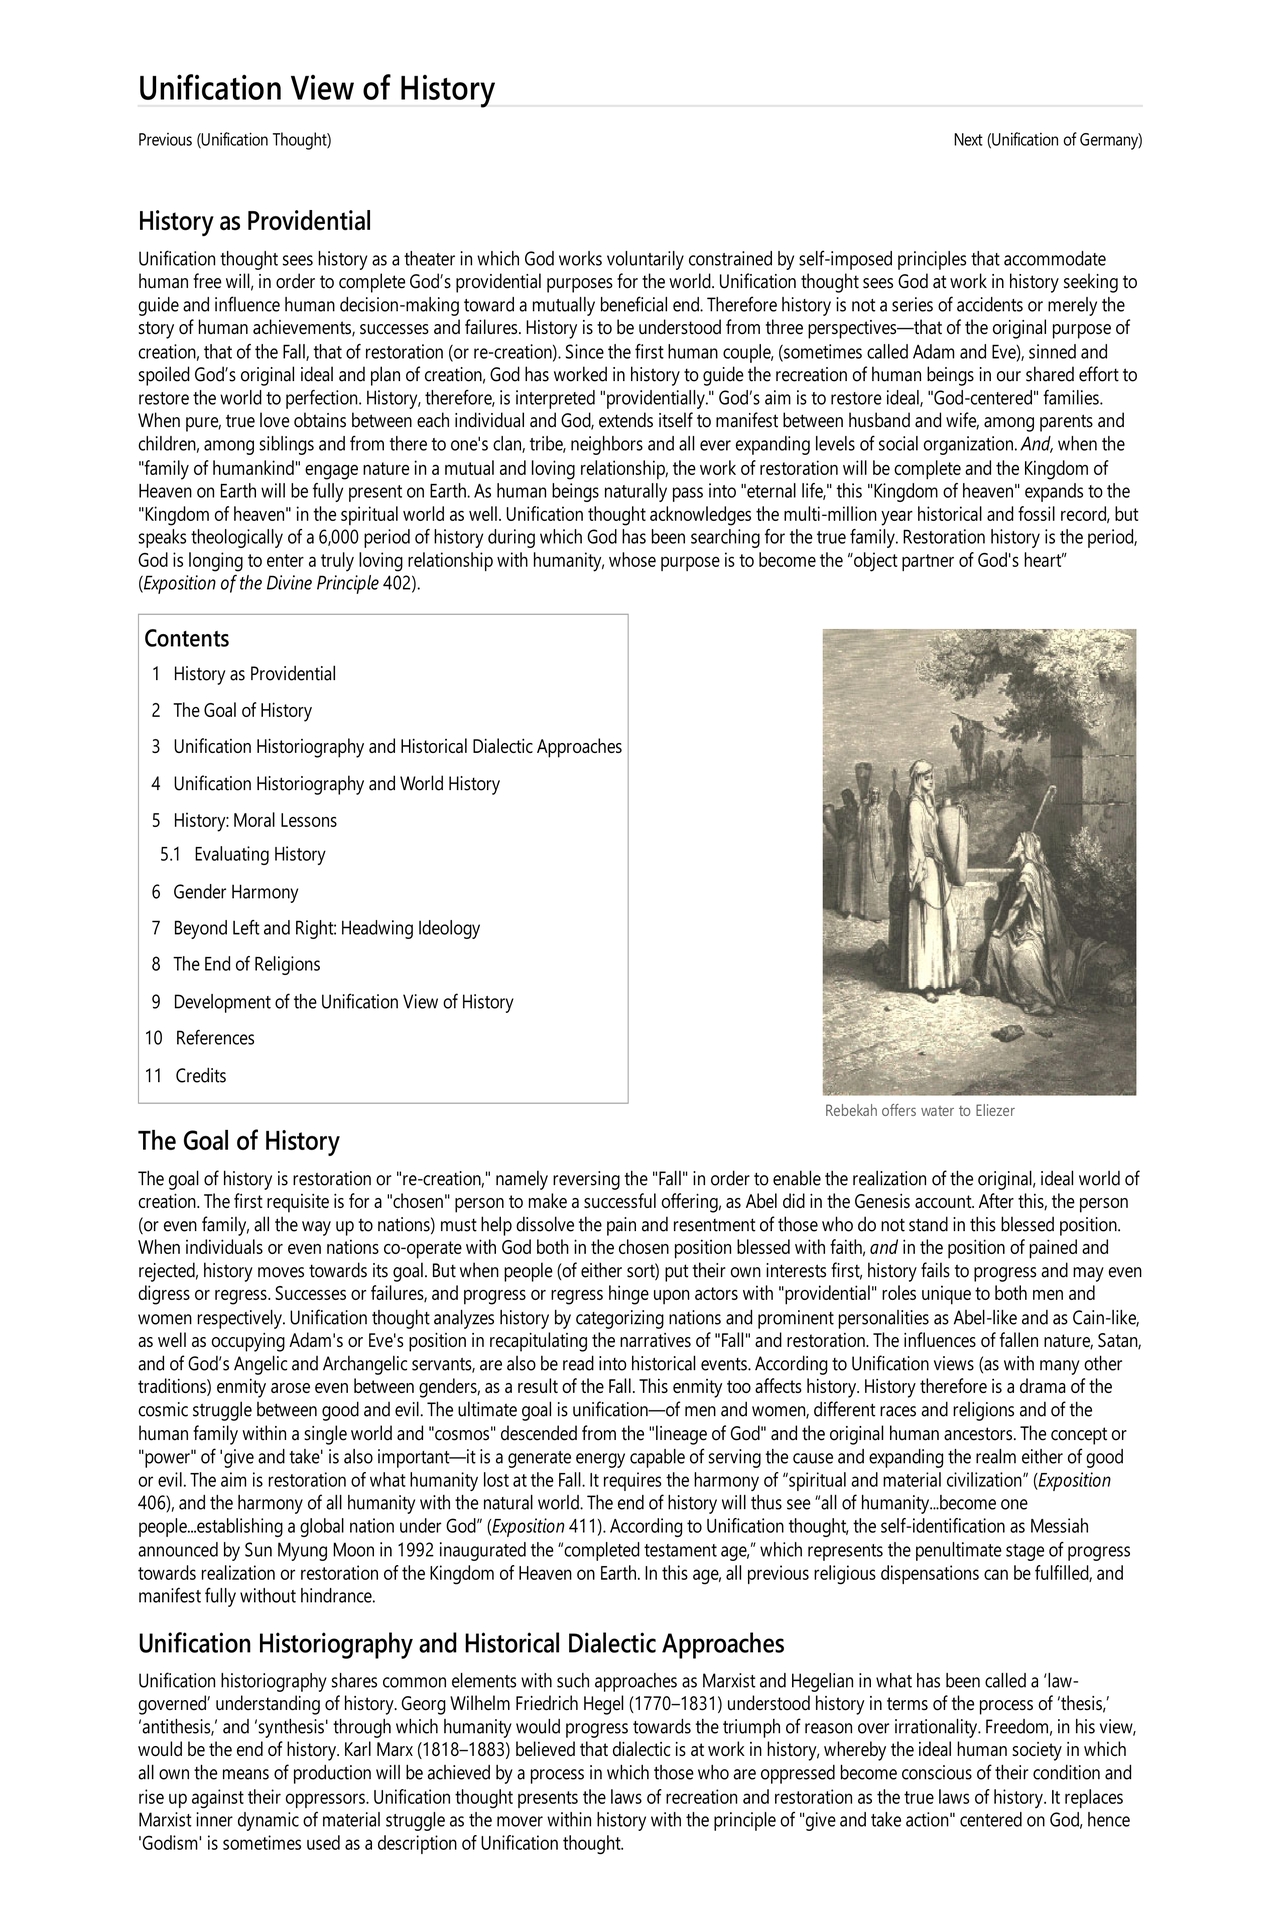 Unification View of History
Previous (Unification Thought)
Next (Unification of Germany)
History as Providential
Unification thought sees history as a theater in which God works voluntarily constrained by self-imposed principles that accommodate
human free will, in order to complete God's providential purposes for the world. Unification thought sees God at work in history seeking to
guide and influence human decision-making toward a mutually beneficial end. Therefore history is not a series of accidents or merely the
story of human achievements, successes and failures. History is to be understood from three perspectives—that of the original purpose of
creation, that of the Fall, that of restoration (or re-creation). Since the first human couple, (sometimes called Adam and Eve), sinned and
spoiled God's original ideal and plan of creation, God has worked in history to guide the recreation of human beings in our shared effort to
restore the world to perfection. History, therefore, is interpreted "providentially." God's aim is to restore ideal, "God-centered" families.
When pure, true love obtains between each individual and God, extends itself to manifest between husband and wife, among parents and
children, among siblings and from there to one's clan, tribe, neighbors and all ever expanding levels of social organization. And, when the
"family of humankind" engage nature in a mutual and loving relationship, the work of restoration will be complete and the Kingdom of
Heaven on Earth will be fully present on Earth. As human beings naturally pass into "eternal life," this "Kingdom of heaven" expands to the
"Kingdom of heaven" in the spiritual world as well. Unification thought acknowledges the multi-million year historical and fossil record, but
speaks theologically of a 6,000 period of history during which God has been searching for the true family. Restoration history is the period,
God is longing to enter a truly loving relationship with humanity, whose purpose is to become the “object partner of God's heart”
(Exposition of the Divine Principle 402).
Contents
1 History as Providential
2 The Goal of History
3 Unification Historiography and Historical Dialectic Approaches
4 Unification Historiography and World History
5 History: Moral Lessons
5.1 Evaluating History
6 Gender Harmony
7 Beyond Left and Right: Headwing Ideology
8 The End of Religions
9 Development of the Unification View of History
10 References
11 Credits
Rebekah offers water to Eliezer
The Goal of History
The goal of history is restoration or "re-creation," namely reversing the "Fall" in order to enable the realization of the original, ideal world of
creation. The first requisite is for a "chosen" person to make a successful offering, as Abel did in the Genesis account. After this, the person
(or even family, all the way up to nations) must help dissolve the pain and resentment of those who do not stand in this blessed position.
When individuals or even nations co-operate with God both in the chosen position blessed with faith, and in the position of pained and
rejected, history moves towards its goal. But when people (of either sort) put their own interests first, history fails to progress and may even
digress or regress. Successes or failures, and progress or regress hinge upon actors with "providential" roles unique to both men and
women respectively. Unification thought analyzes history by categorizing nations and prominent personalities as Abel-like and as Cain-like,
as well as occupying Adam's or Eve's position in recapitulating the narratives of "Fall" and restoration. The influences of fallen nature, Satan,
and of God's Angelic and Archangelic servants, are also be read into historical events. According to Unification views (as with many other
traditions) enmity arose even between genders, as a result of the Fall. This enmity too affects history. History therefore is a drama of the
cosmic struggle between good and evil. The ultimate goal is unification—of men and women, different races and religions and of the
human family within a single world and "cosmos" descended from the "lineage of God" and the original human ancestors. The concept or
"power" of 'give and take' is also important—it is a generate energy capable of serving the cause and expanding the realm either of good
or evil. The aim is restoration of what humanity lost at the Fall. It requires the harmony of “spiritual and material civilization” (Exposition
406), and the harmony of all humanity with the natural world. The end of history will thus see “all of humanity...become one
people...establishing a global nation under God” (Exposition 411). According to Unification thought, the self-identification as Messiah
announced by Sun Myung Moon in 1992 inaugurated the “completed testament age,” which represents the penultimate stage of progress
towards realization or restoration of the Kingdom of Heaven on Earth. In this age, all previous religious dispensations can be fulfilled, and
manifest fully without hindrance.
Unification Historiography and Historical Dialectic Approaches
Unification historiography shares common elements with such approaches as Marxist and Hegelian in what has been called a ‘law-
governed’ understanding of history. Georg Wilhelm Friedrich Hegel (1770–1831) understood history in terms of the process of ‘thesis,’
‘antithesis,’ and ‘synthesis' through which humanity would progress towards the triumph of reason over irrationality. Freedom, in his view,
would be the end of history. Karl Marx (1818–1883) believed that dialectic is at work in history, whereby the ideal human society in which
all own the means of production will be achieved by a process in which those who are oppressed become conscious of their condition and
rise up against their oppressors. Unification thought presents the laws of recreation and restoration as the true laws of history. It replaces
Marxist inner dynamic of material struggle as the mover within history with the principle of "give and take action" centered on God, hence
'Godism' is sometimes used as a description of Unification thought.